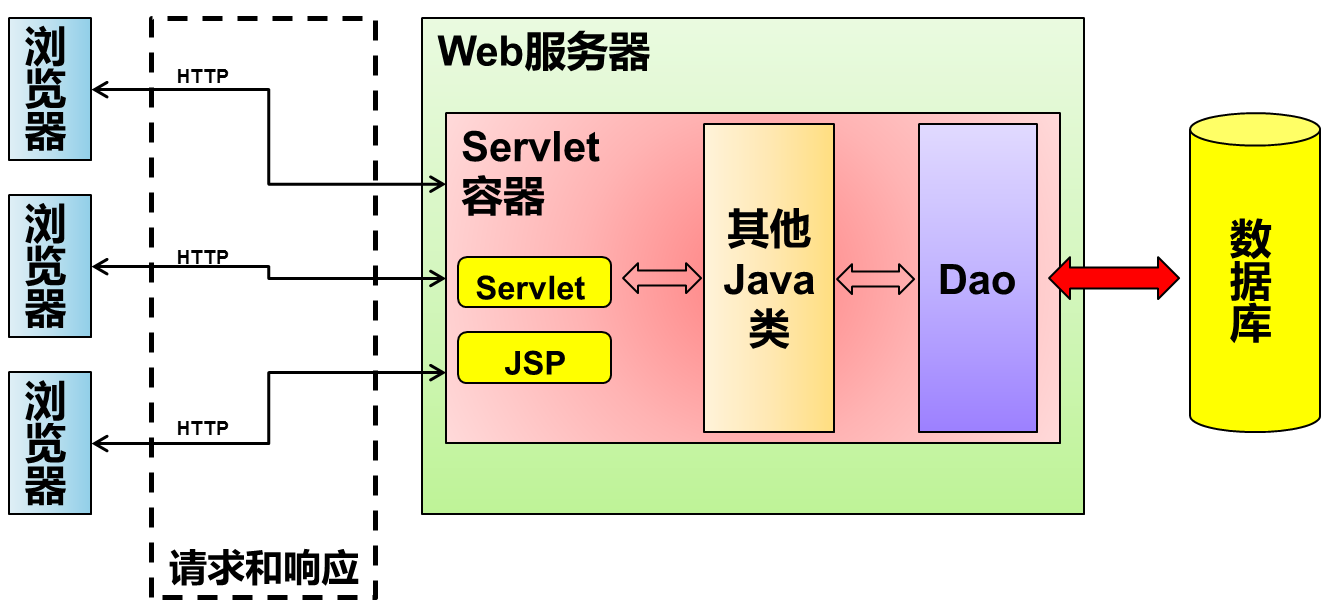 浏览器
HTTP
浏览器
HTTP
浏览器
HTTP
请求和响应
Web服务器
Servlet
容器
Servlet
JSP
其他
Java
类
Dao
数据库